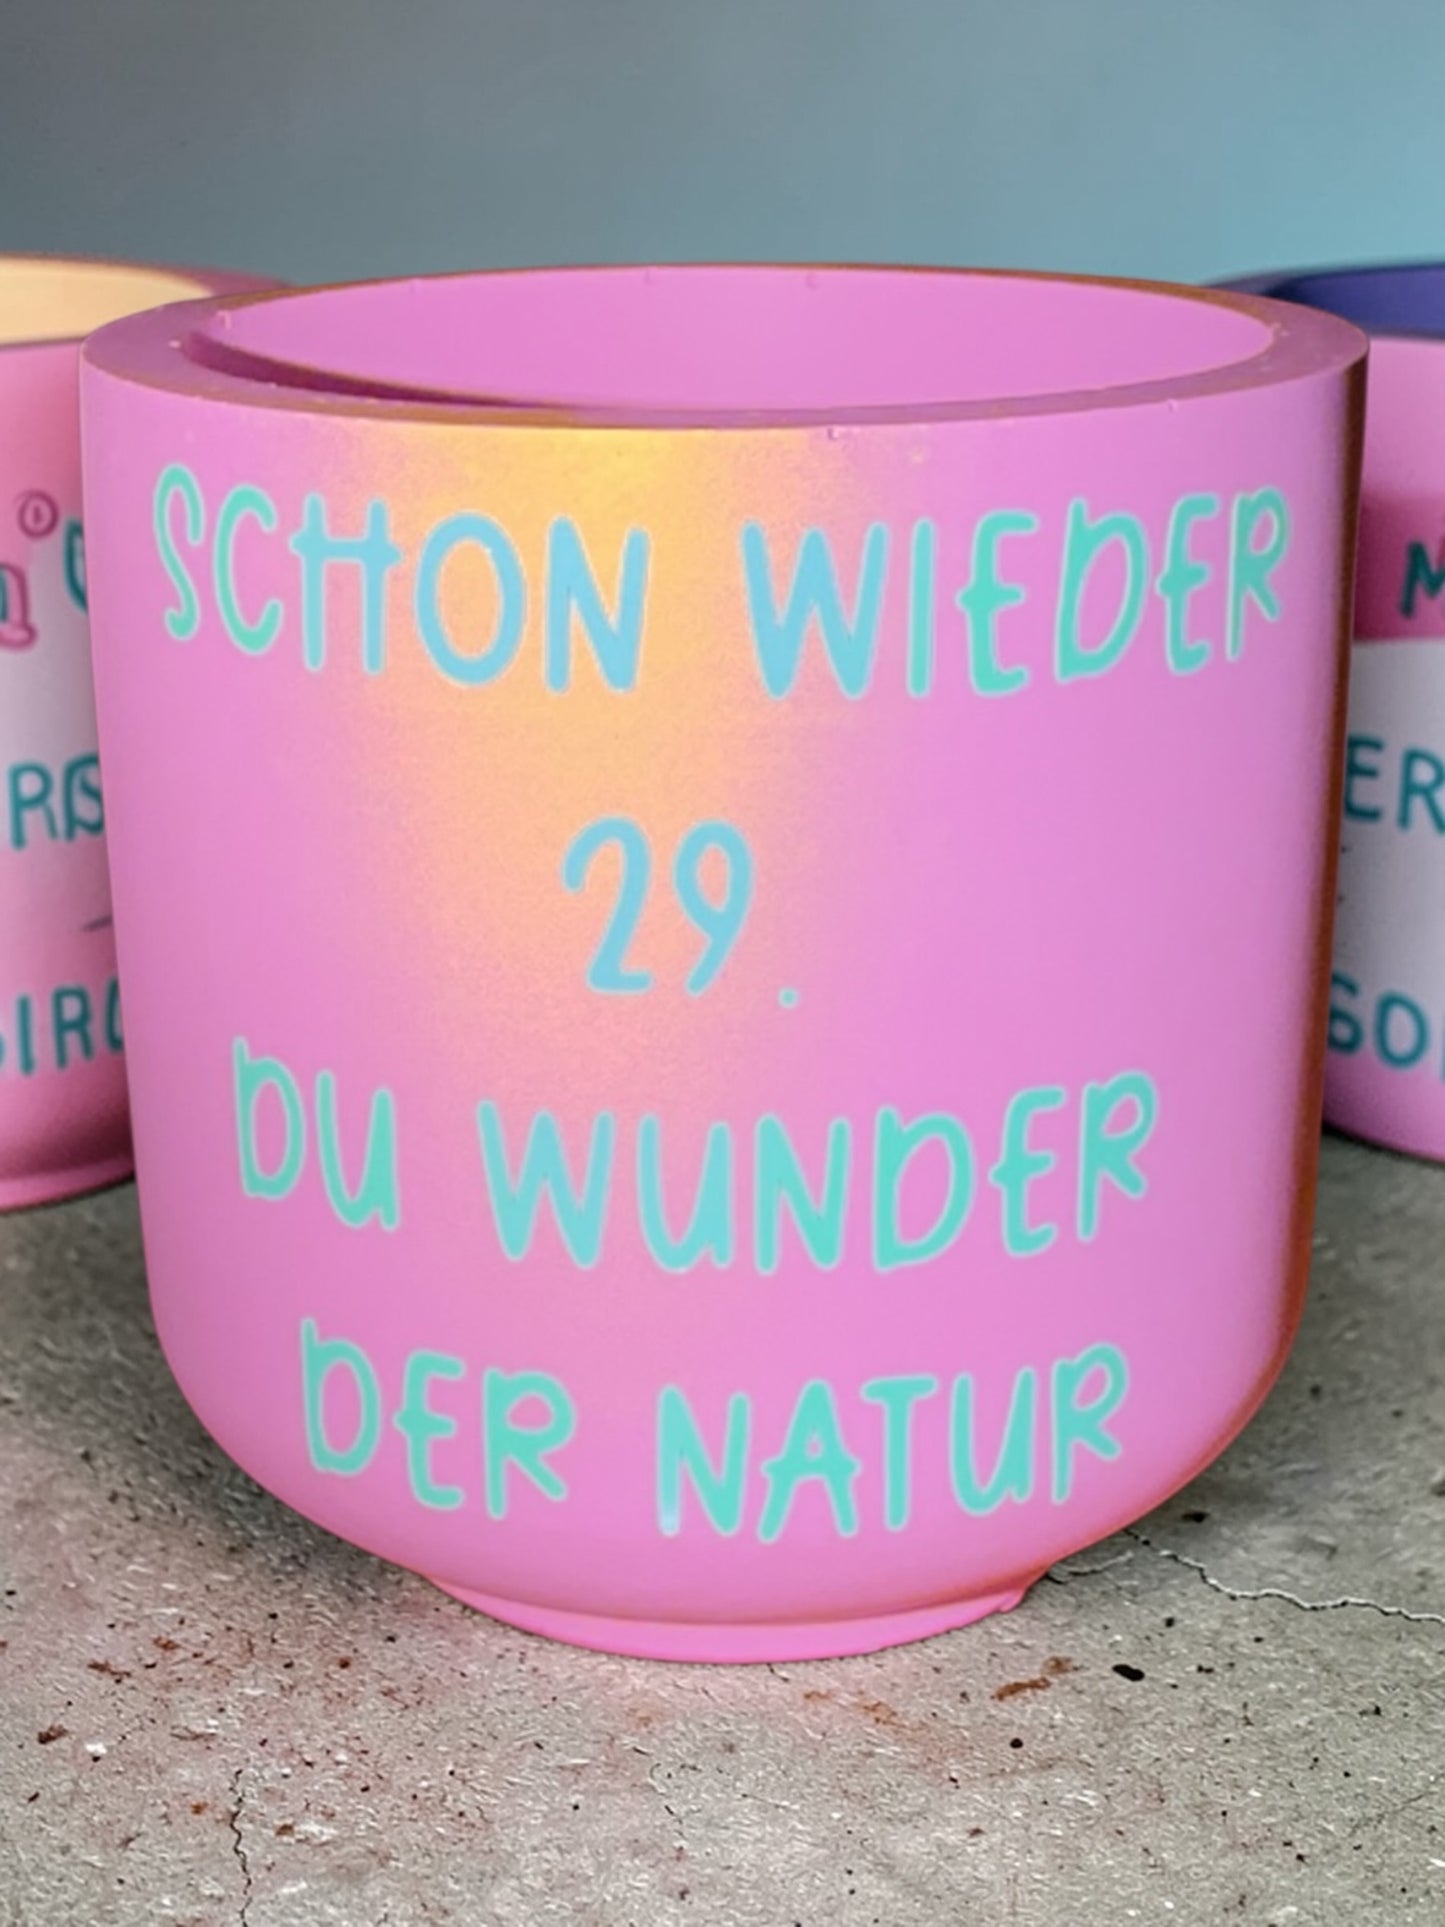 SCHON WIEDER
29.
DU WUNDER
DER NATUR